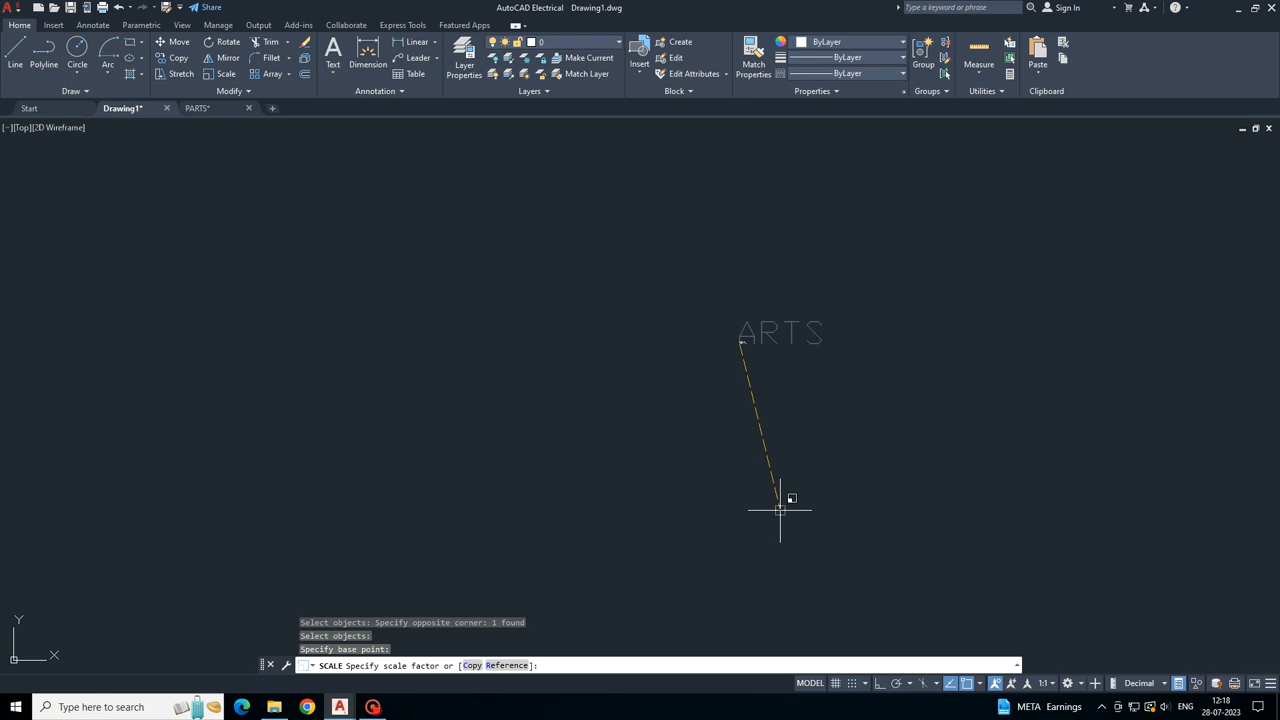 AutoCAD Electrical Drawing1.dwg
Share
Type a keyword or phrase
Sign In
Home Insert Annotate Parametric View Manage Output Add-ins Collaborate Express Tools Featured Apps
Line Polyline Circle Arc
Move Rotate Trim
Copy Mirror Fillet
Stretch Scale Array
Text Dimension
Linear
Leader
Table
Layer Properties
0
Make Current
Match Layer
Insert
Create
Edit
Edit Attributes
Match Properties
ByLayer
ByLayer
ByLayer
Group
Measure
Paste
Draw Modify Annotation Layers Block Properties Groups Utilities Clipboard
Start Drawing1* PARTS*
[−][Top][2D Wireframe]
ARTS
Y
X
Select objects: Specify opposite corner: 1 found
Select objects:
Specify base point:
SCALE Specify scale factor or [Copy Reference]:
MODEL 1:1 Decimal
Type here to search
META Earnings
ENG
12:18
28-07-2023